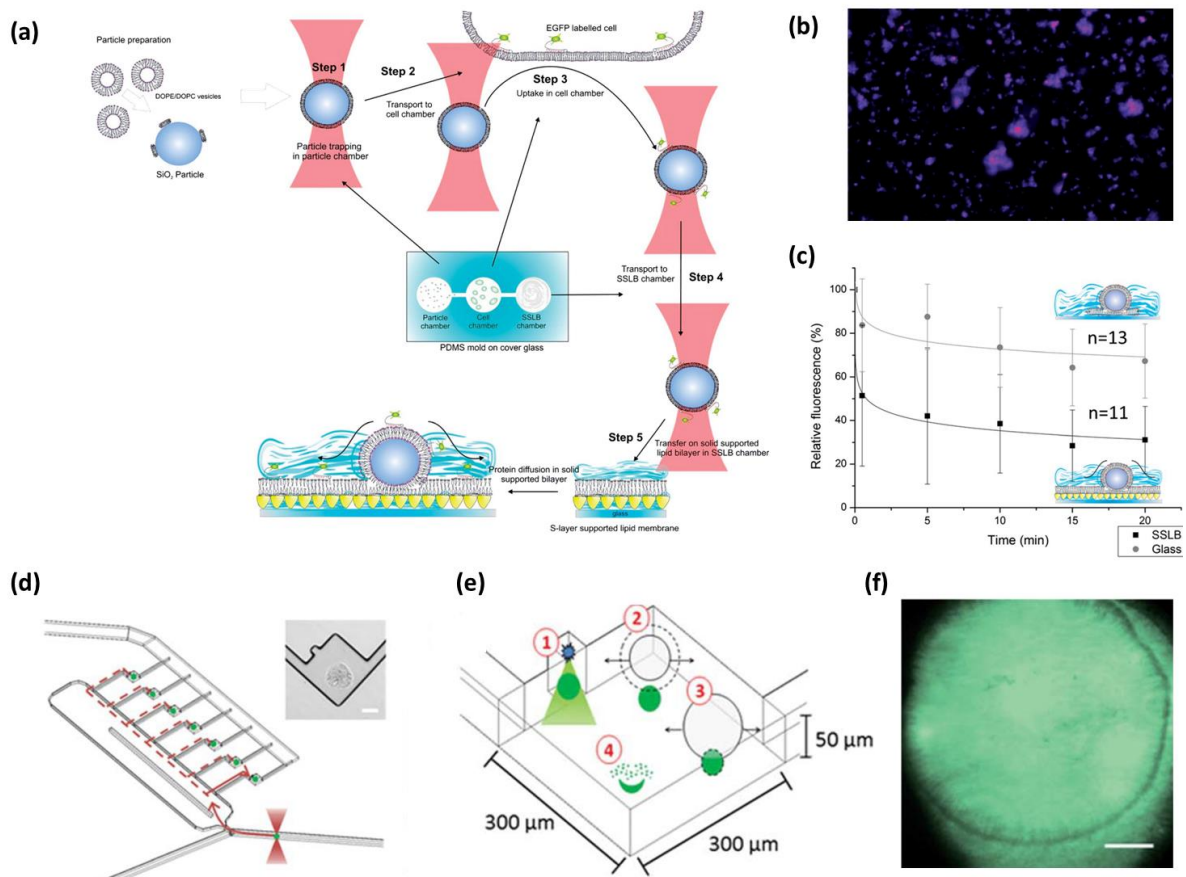 (a)
Particle preparation
DOPE/DOPC vesicles
SiO₂ Particle
Step 1
Particle trapping
in particle chamber
Step 2
Transport to
cell chamber
EGFP labelled cell
Step 3
Uptake in cell chamber
Particle
chamber
Cell
chamber
SSLB
chamber
PDMS mold on cover glass
Transport to
SSLB chamber
Step 4
Step 5
Transfer on solid supported
lipid bilayer in SSLB chamber
Protein diffusion in solid
supported bilayer
glass
S-layer supported lipid membrane
(b)
(c)
Relative fluorescence (%)
100
90
80
70
60
50
40
30
20
10
0
n=13
n=11
0
5
10
15
20
Time (min)
SSLB
Glass
(d)
(e)
1
2
3
4
50 µm
300 µm
300 µm
(f)